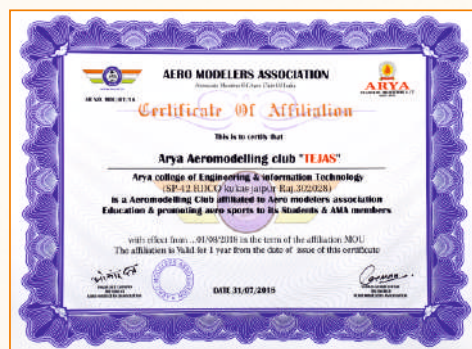 AERO MODELERS ASSOCIATION
ARYA
Certificate Of Affiliation
This is to certify that
Arya Aeromodelling club "TEJAS"
Arya college of Engineering & information Technology
(SP-42 RIICO kukas jaipur Raj.302028)
is a Aeromodelling Club affiliated to Aero modelers association
Education & promoting aero sports to its Students & AMA members
with effect from ...01/08/2016 in the term of the affiliation MOU
The affiliation is Valid for 1 year from the date of issue of this certificate
DATE 31/07/2016